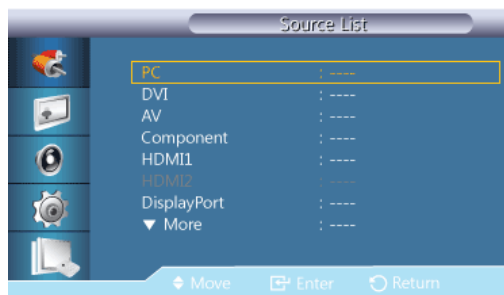 Source List
PC : ----
DVI : ----
AV : ----
Component : ----
HDMI1 : ----
HDMI2 : ----
DisplayPort : ----
▼ More : ----
Move Enter Return